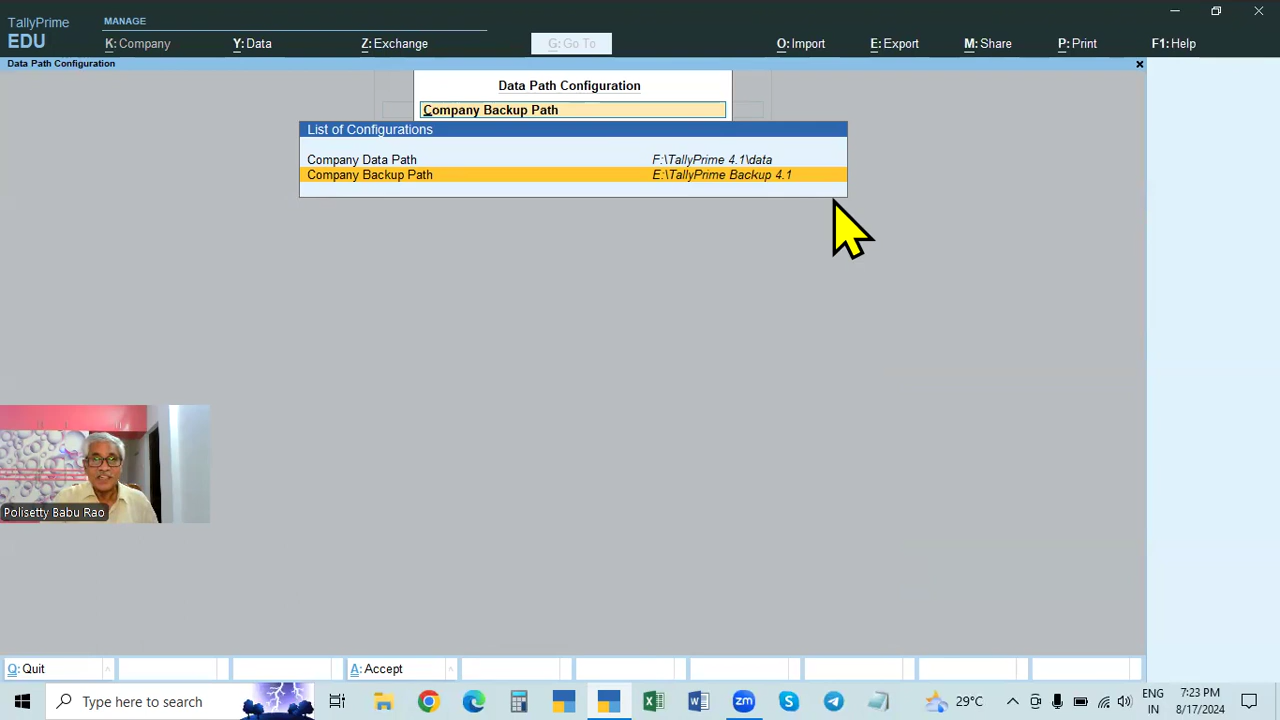 TallyPrime
MANAGE
EDU
K: Company
Y: Data
Z: Exchange
G: Go To
O: Import
E: Export
M: Share
P: Print
F1: Help
Data Path Configuration
Data Path Configuration
Company Backup Path
List of Configurations
Company Data Path F:\TallyPrime 4.1\data
Company Backup Path E:\TallyPrime Backup 4.1
Polisetty Babu Rao
Q: Quit
A: Accept
Type here to search
zm
29°C
ENG
IN
7:23 PM
8/17/2024